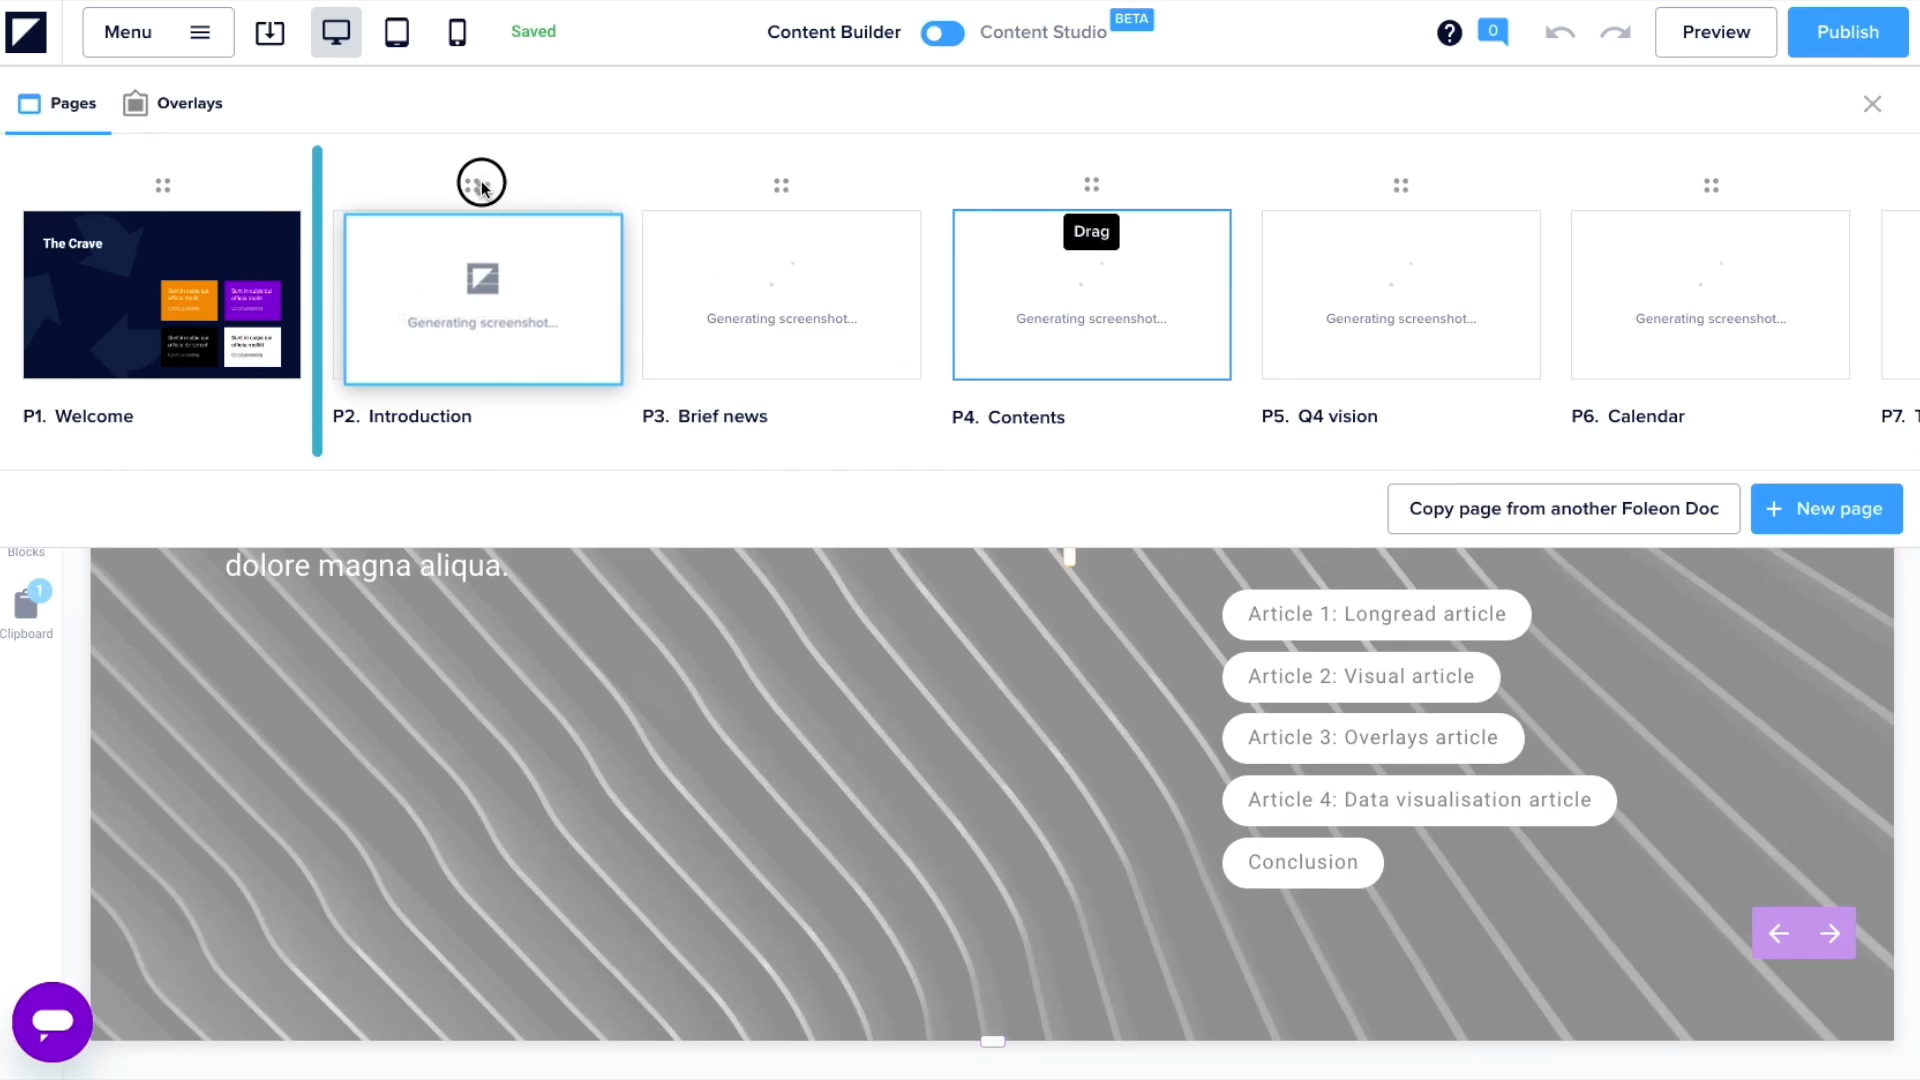 Menu
Saved
Content Builder
Content Studio
BETA
0
Preview
Publish
Pages
Overlays
The Crave
Drag
Generating screenshot...
Generating screenshot...
Generating screenshot...
Generating screenshot...
Generating screenshot...
P1. Welcome
P2. Introduction
P3. Brief news
P4. Contents
P5. Q4 vision
P6. Calendar
P7.
Copy page from another Foleon Doc
+ New page
Blocks
1
Clipboard
dolore magna aliqua.
Article 1: Longread article
Article 2: Visual article
Article 3: Overlays article
Article 4: Data visualisation article
Conclusion